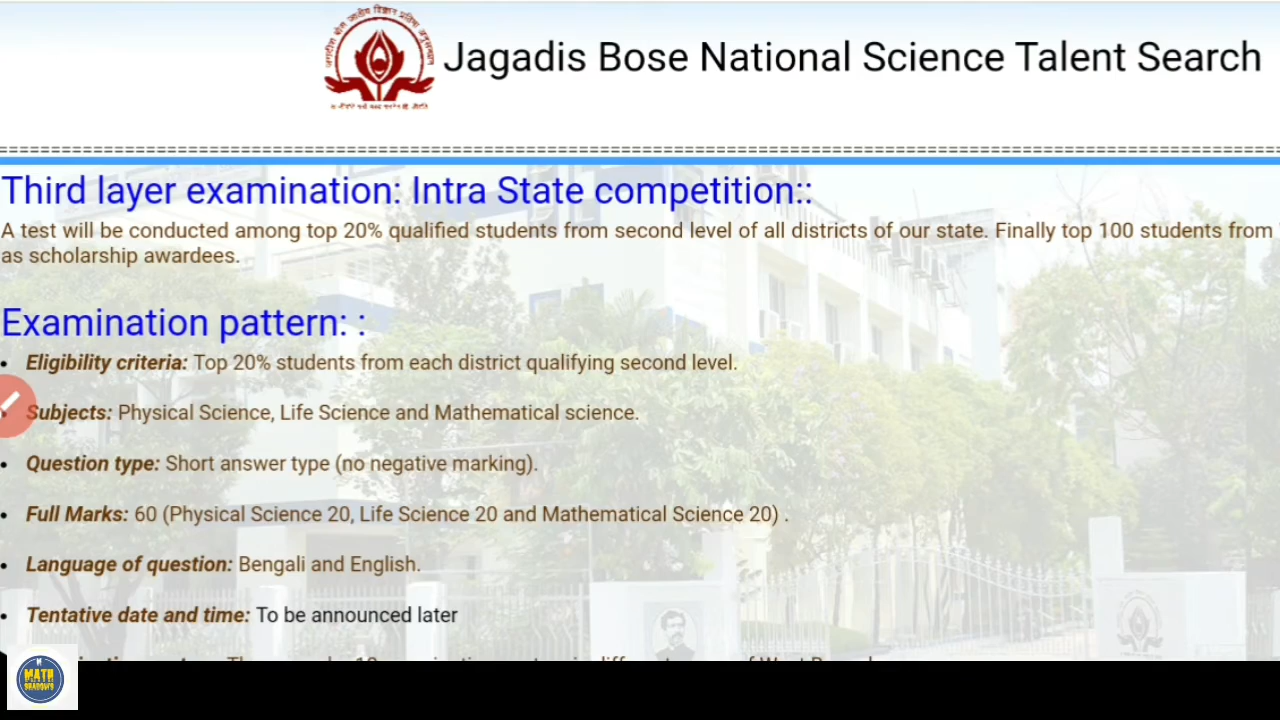 Jagadis Bose National Science Talent Search
Third layer examination: Intra State competition::
A test will be conducted among top 20% qualified students from second level of all districts of our state. Finally top 100 students from
as scholarship awardees.
Examination pattern: :
• Eligibility criteria: Top 20% students from each district qualifying second level.
• Subjects: Physical Science, Life Science and Mathematical science.
• Question type: Short answer type (no negative marking).
• Full Marks: 60 (Physical Science 20, Life Science 20 and Mathematical Science 20) .
• Language of question: Bengali and English.
• Tentative date and time: To be announced later
MATH